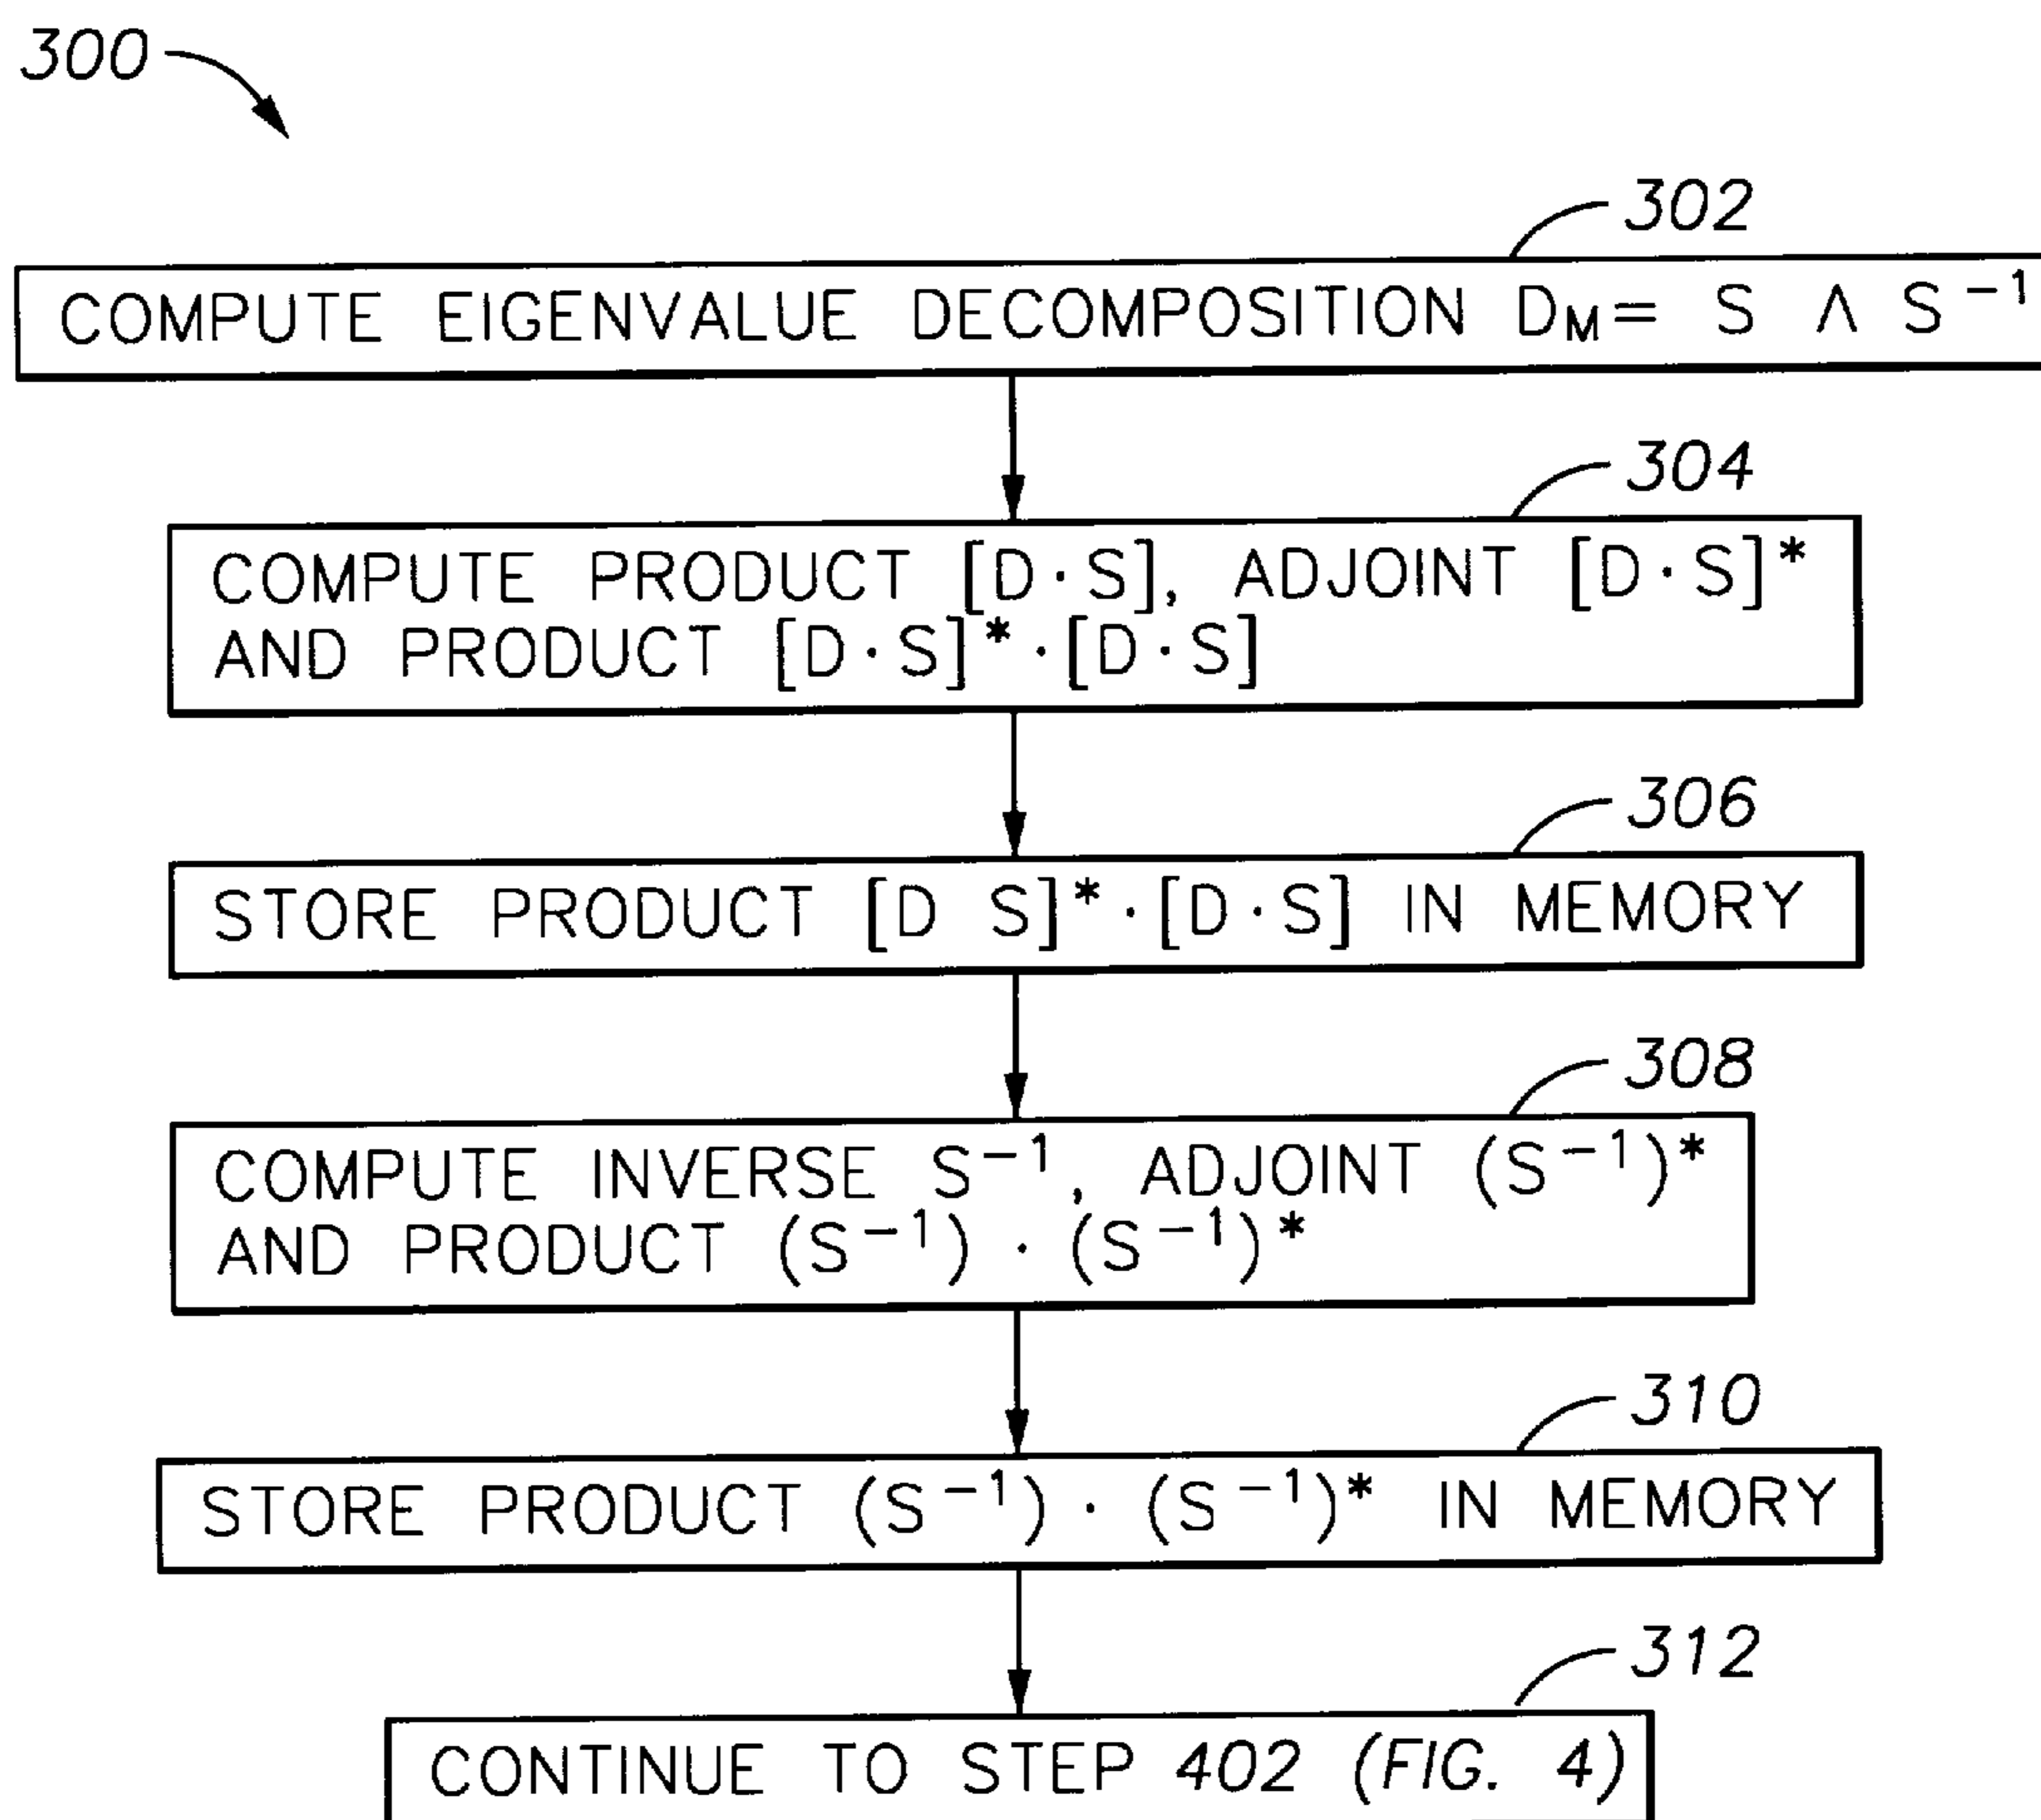 300
302
COMPUTE EIGENVALUE DECOMPOSITION D_M= S Λ S⁻¹
304
COMPUTE PRODUCT [D·S], ADJOINT [D·S]*
AND PRODUCT [D·S]*·[D·S]
306
STORE PRODUCT [D S]*·[D·S] IN MEMORY
308
COMPUTE INVERSE S⁻¹, ADJOINT (S⁻¹)*
AND PRODUCT (S⁻¹) · (S⁻¹)*
310
STORE PRODUCT (S⁻¹) · (S⁻¹)* IN MEMORY
312
CONTINUE TO STEP 402 (FIG. 4)